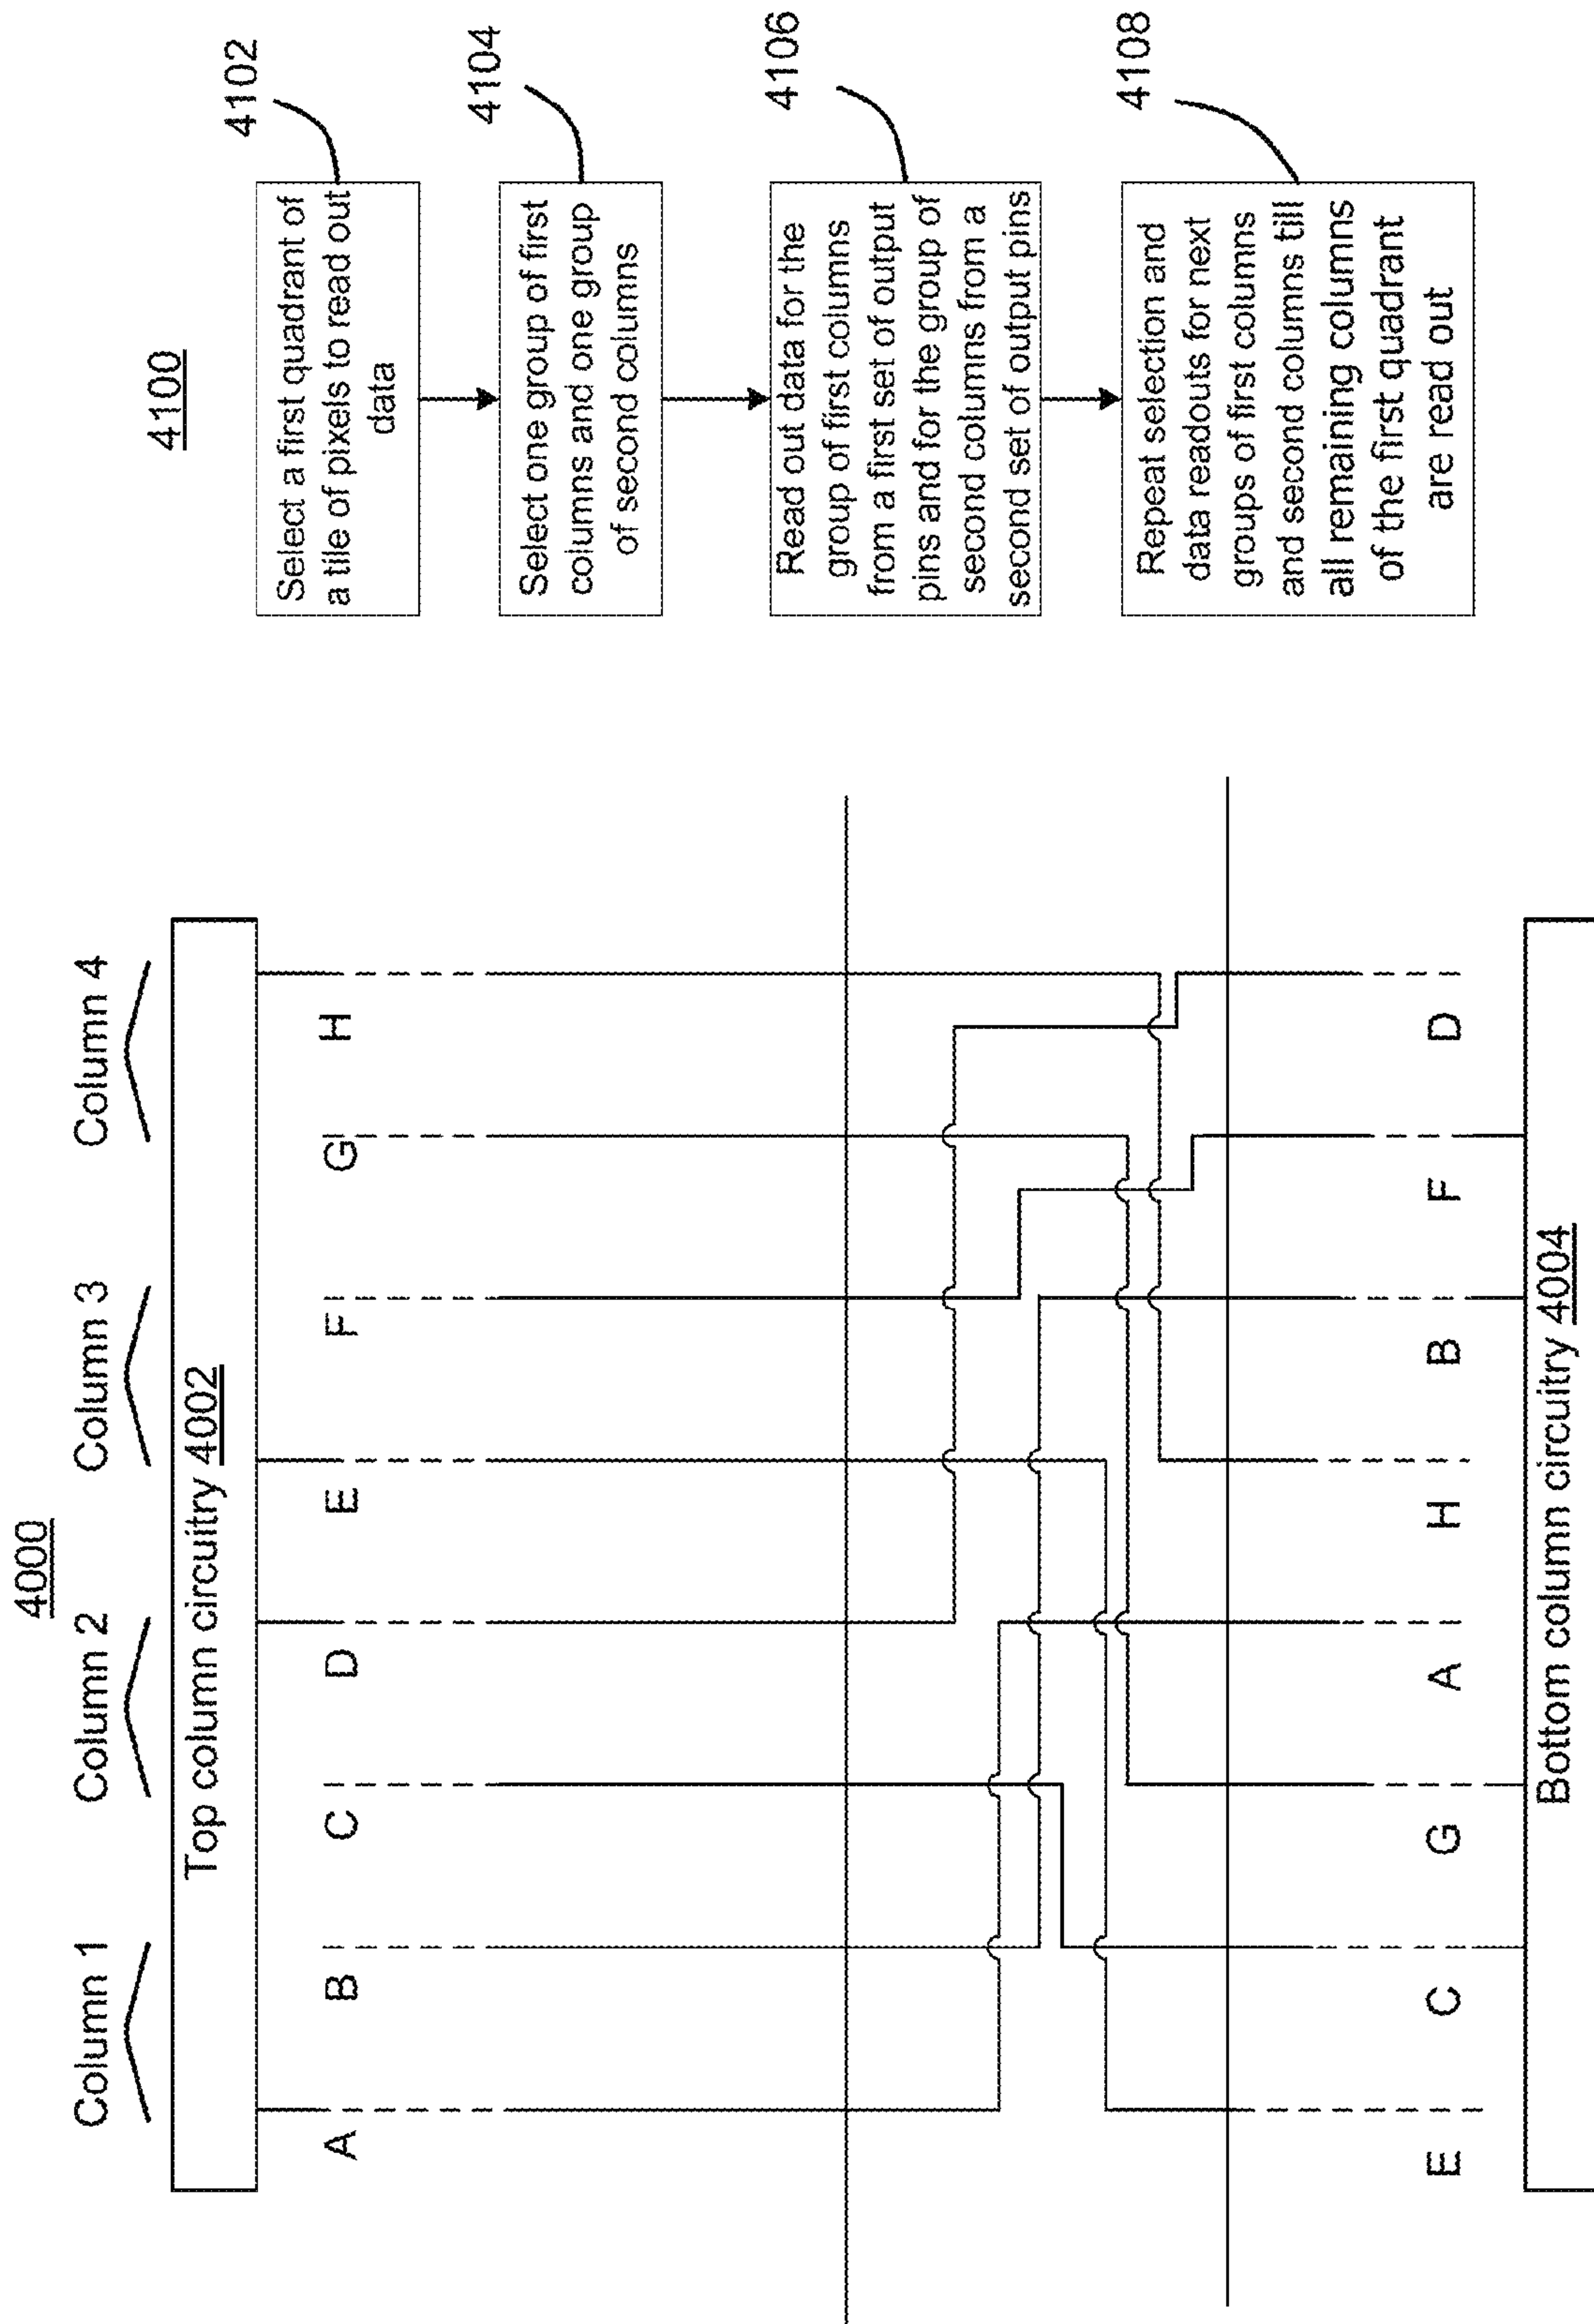 4000
Column 1
Column 2
Column 3
Column 4
Top column circuitry 4002
A
B
C
D
E
F
G
H
E
C
G
A
H
B
F
D
Bottom column circuitry 4004
4100
Select a first quadrant of
a tile of pixels to read out
data
4102
Select one group of first
columns and one group
of second columns
4104
Read out data for the
group of first columns
from a first set of output
pins and for the group of
second columns from a
second set of output pins
4106
Repeat selection and
data readouts for next
groups of first columns
and second columns till
all remaining columns
of the first quadrant
are read out
4108